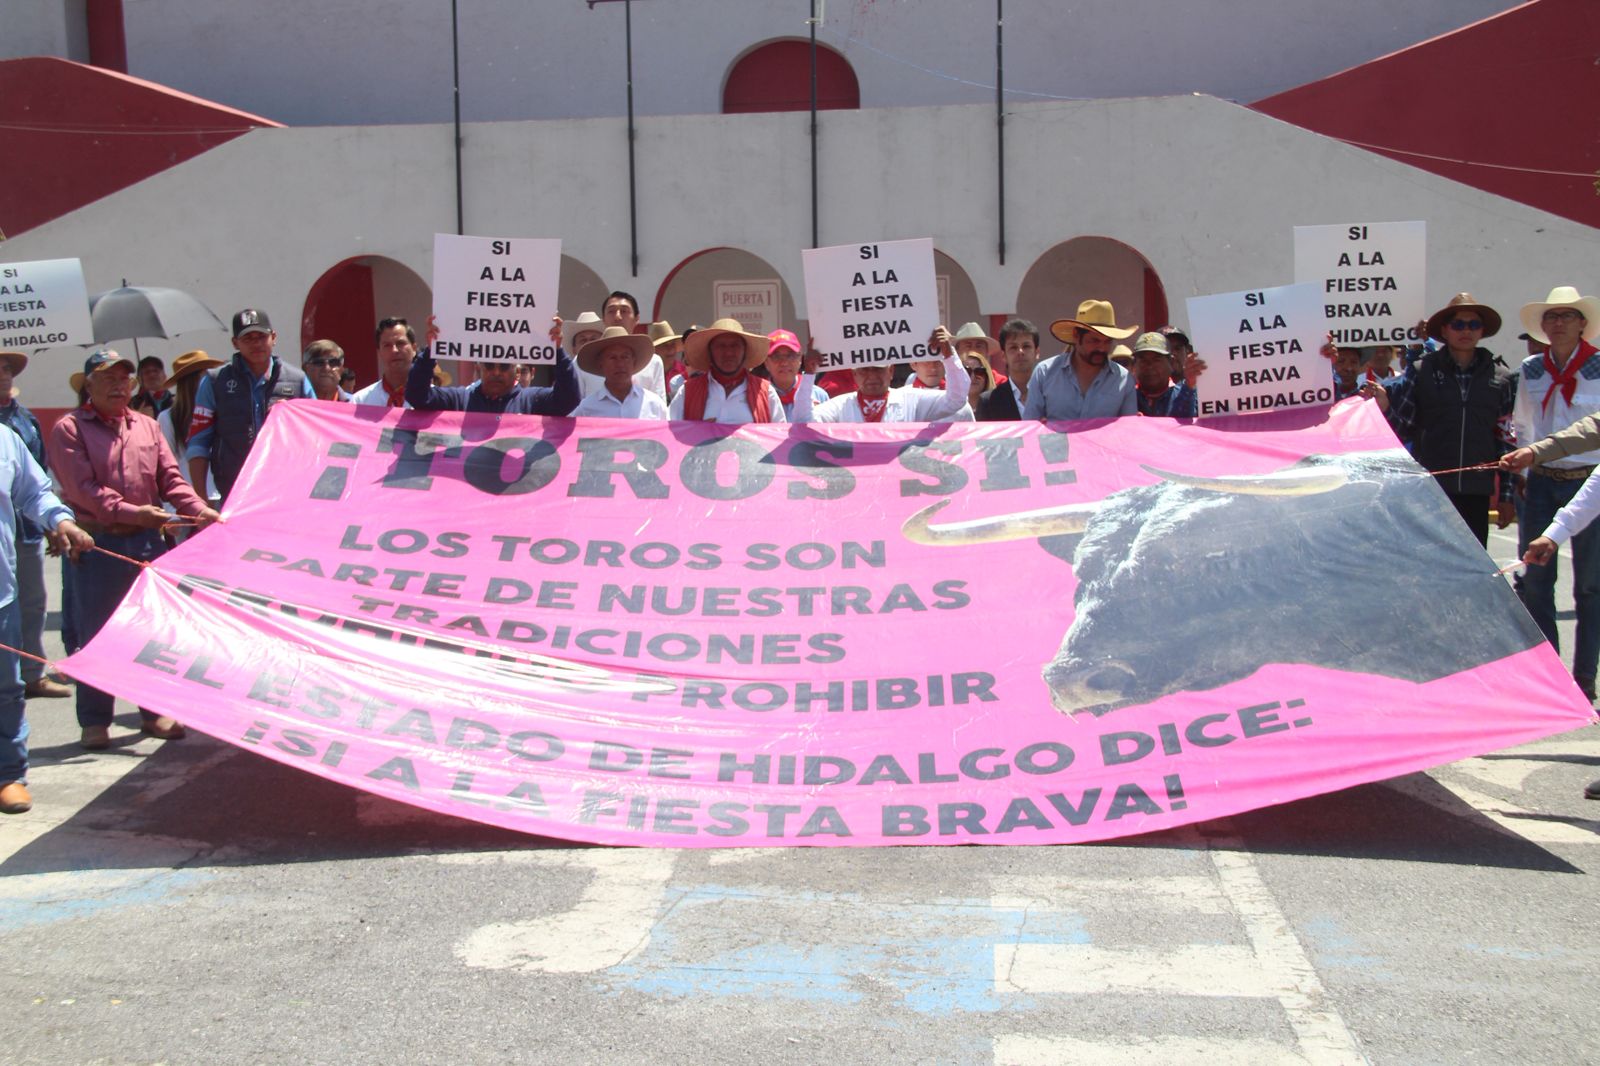 SI
A LA
FIESTA
BRAVA
HIDALGO
SI
A LA
FIESTA
BRAVA
EN HIDALGO
SI
A LA
FIESTA
BRAVA
EN HIDALGO
SI
A LA
FIESTA
BRAVA
EN HIDALGO
SI
A LA
FIESTA
BRAVA
HIDALGO
PUERTA 1
BARRERA
¡TOROS SI!
LOS TOROS SON
PARTE DE NUESTRAS
TRADICIONES
PROHIBIDO PROHIBIR
EL ESTADO DE HIDALGO DICE:
¡SI A LA FIESTA BRAVA!